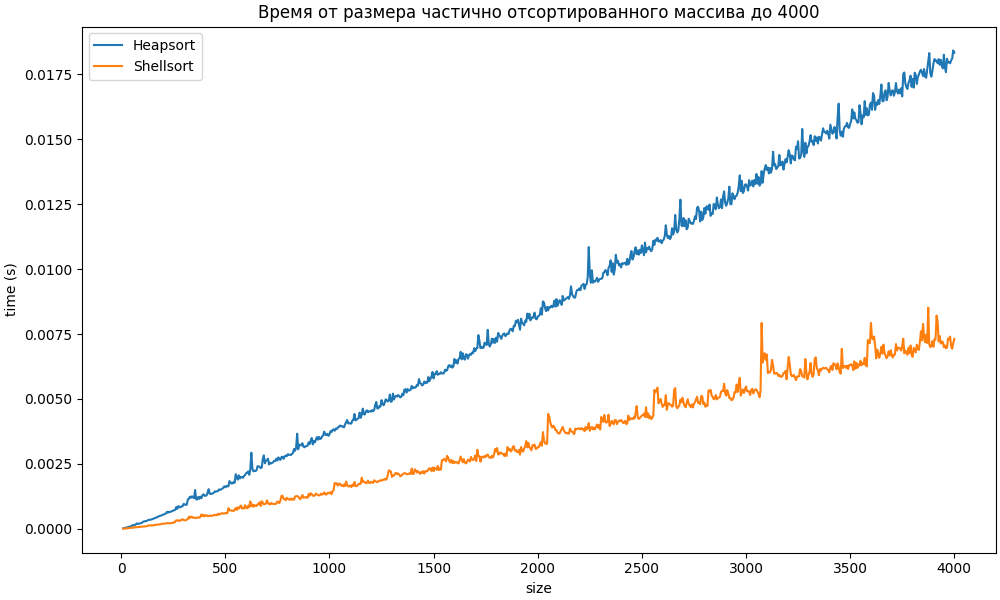 Время от размера частично отсортированного массива до 4000
Heapsort
Shellsort
0.0175
0.0150
0.0125
0.0100
0.0075
0.0050
0.0025
0.0000
time (s)
0 500 1000 1500 2000 2500 3000 3500 4000
size